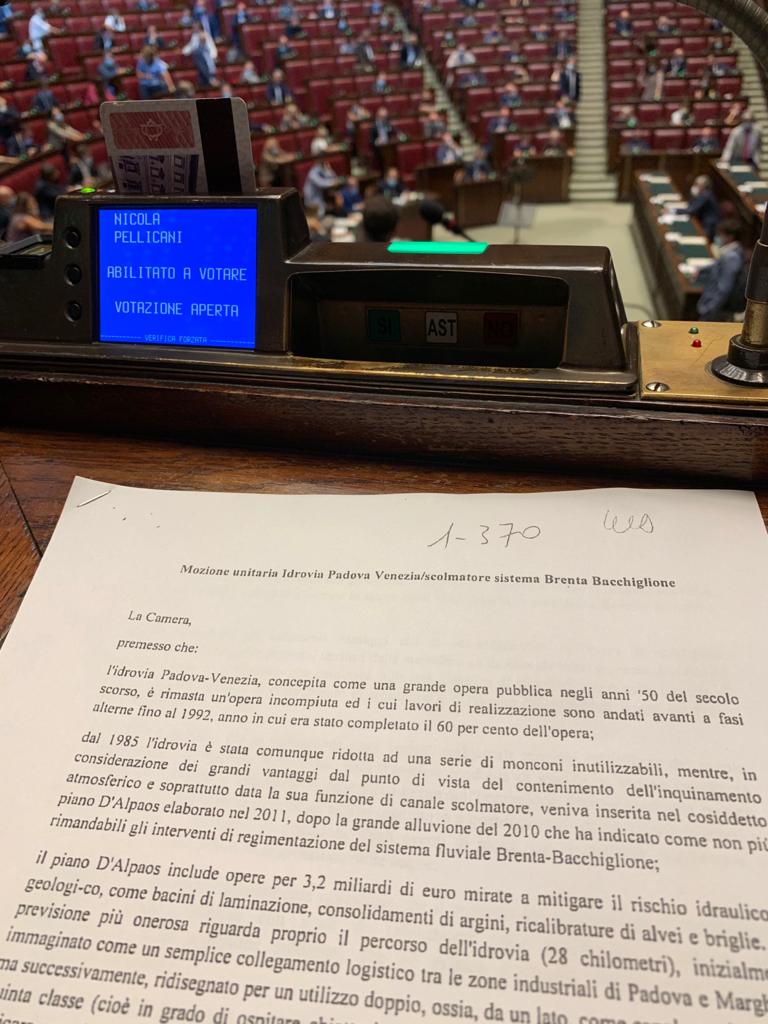 NICOLA
PELLICANI
ABILITATO A VOTARE
VOTAZIONE APERTA
VERIFICA FORZATA
SI AST NO
1-370
Mozione unitaria Idrovia Padova Venezia/scolmatore sistema Brenta Bacchiglione
La Camera,
premesso che:
l'idrovia Padova-Venezia, concepita come una grande opera pubblica negli anni '50 del secolo
scorso, è rimasta un'opera incompiuta ed i cui lavori di realizzazione sono andati avanti a fasi
alterne fino al 1992, anno in cui era stato completato il 60 per cento dell'opera;
dal 1985 l'idrovia è stata comunque ridotta ad una serie di monconi inutilizzabili, mentre, in
considerazione dei grandi vantaggi dal punto di vista del contenimento dell'inquinamento
atmosferico e soprattutto data la sua funzione di canale scolmatore, veniva inserita nel cosiddetto
piano D'Alpaos elaborato nel 2011, dopo la grande alluvione del 2010 che ha indicato come non più
rimandabili gli interventi di regimentazione del sistema fluviale Brenta-Bacchiglione;
il piano D'Alpaos include opere per 3,2 miliardi di euro mirate a mitigare il rischio idraulico
geologi-co, come bacini di laminazione, consolidamenti di argini, ricalibrature di alvei e briglie.
previsione più onerosa riguarda proprio il percorso dell'idrovia (28 chilometri), inizialme
immaginato come un semplice collegamento logistico tra le zone industriali di Padova e Margh
ma successivamente, ridisegnato per un utilizzo doppio, ossia, da un lato, come
uinta classe (cioè in grado di ospitare